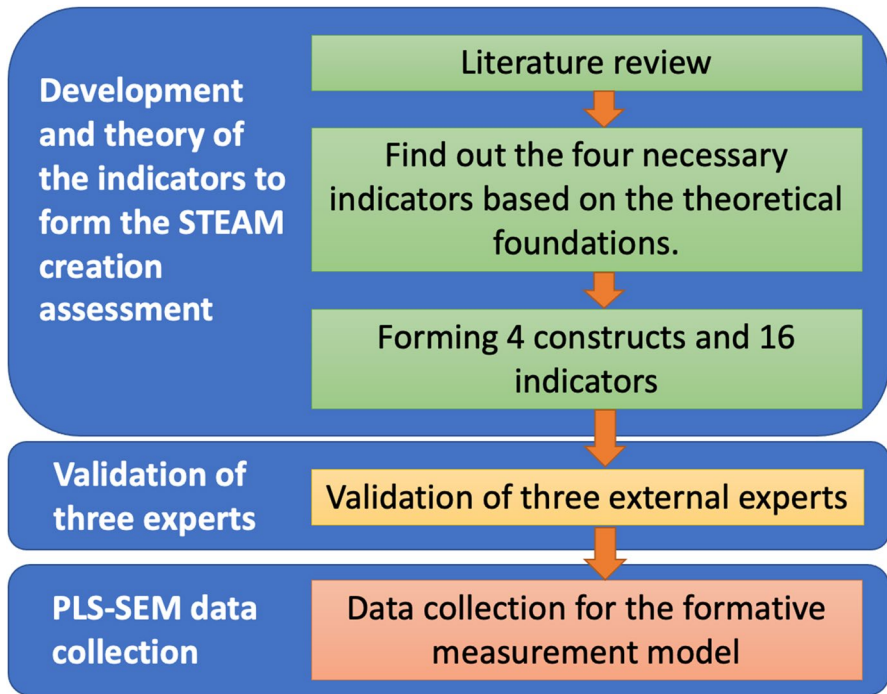 Development
and theory of
the indicators to
form the STEAM
creation
assessment
Literature review
Find out the four necessary
indicators based on the theoretical
foundations.
Forming 4 constructs and 16
indicators
Validation of
three experts
Validation of three external experts
PLS-SEM data
collection
Data collection for the formative
measurement model